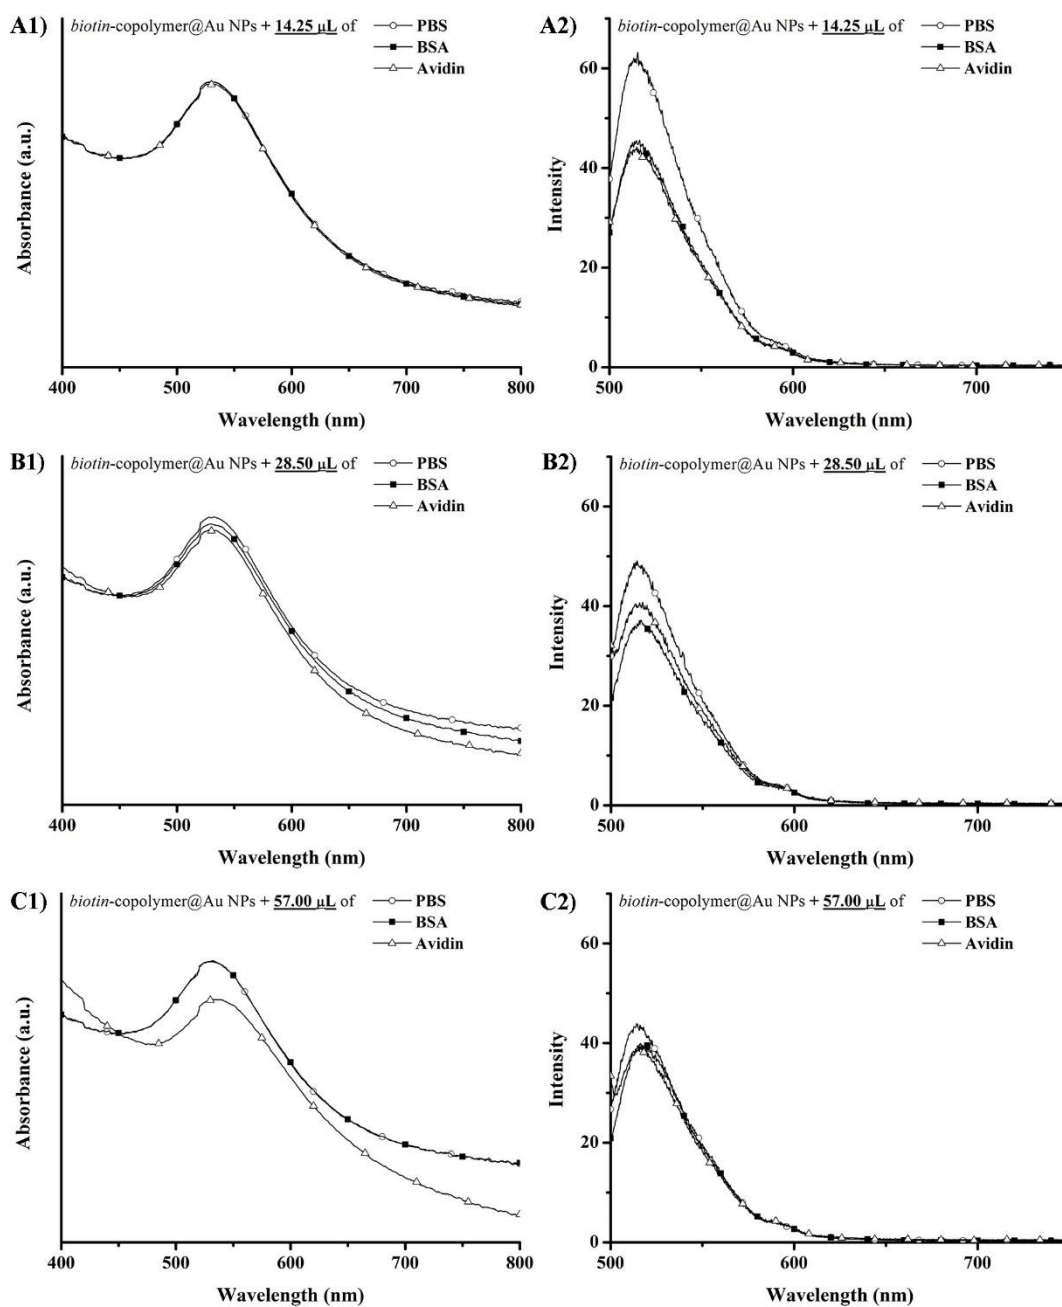 A1) biotin-copolymer@Au NPs + 14.25 µL of
PBS
BSA
Avidin
Absorbance (a.u.)
400 500 600 700 800
Wavelength (nm)
A2) biotin-copolymer@Au NPs + 14.25 µL of
PBS
BSA
Avidin
Intensity
60
40
20
0
500 600 700
Wavelength (nm)
B1) biotin-copolymer@Au NPs + 28.50 µL of
PBS
BSA
Avidin
Absorbance (a.u.)
400 500 600 700 800
Wavelength (nm)
B2) biotin-copolymer@Au NPs + 28.50 µL of
PBS
BSA
Avidin
Intensity
60
40
20
0
500 600 700
Wavelength (nm)
C1) biotin-copolymer@Au NPs + 57.00 µL of
PBS
BSA
Avidin
Absorbance (a.u.)
400 500 600 700 800
Wavelength (nm)
C2) biotin-copolymer@Au NPs + 57.00 µL of
PBS
BSA
Avidin
Intensity
60
40
20
0
500 600 700
Wavelength (nm)